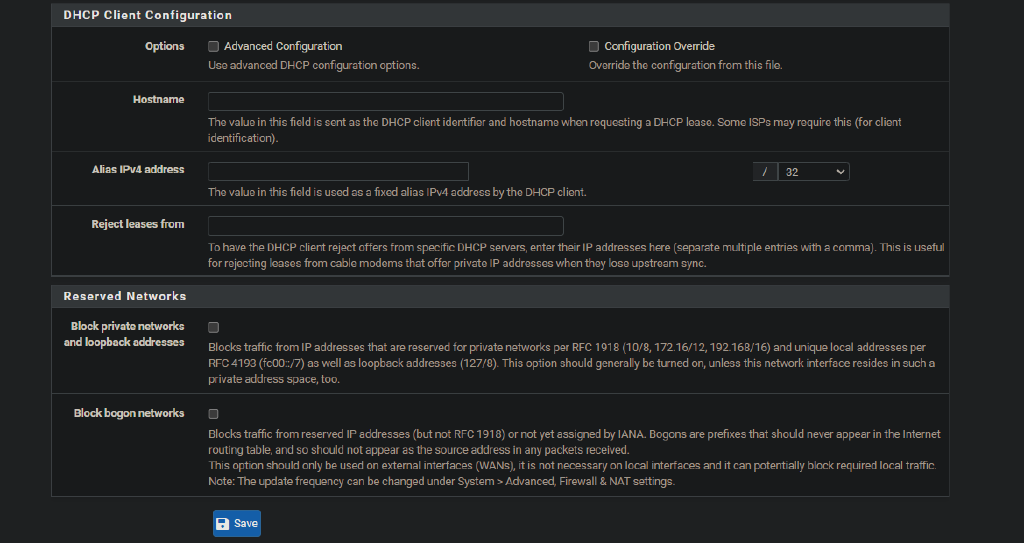 DHCP Client Configuration
Options
Advanced Configuration
Configuration Override
Use advanced DHCP configuration options.
Override the configuration from this file.
Hostname
The value in this field is sent as the DHCP client identifier and hostname when requesting a DHCP lease. Some ISPs may require this (for client
identification).
Alias IPv4 address
/ 32
The value in this field is used as a fixed alias IPv4 address by the DHCP client.
Reject leases from
To have the DHCP client reject offers from specific DHCP servers, enter their IP addresses here (separate multiple entries with a comma). This is useful
for rejecting leases from cable modems that offer private IP addresses when they lose upstream sync.
Reserved Networks
Block private networks
and loopback addresses
Blocks traffic from IP addresses that are reserved for private networks per RFC 1918 (10/8, 172.16/12, 192.168/16) and unique local addresses per
RFC 4193 (fc00::/7) as well as loopback addresses (127/8). This option should generally be turned on, unless this network interface resides in such a
private address space, too.
Block bogon networks
Blocks traffic from reserved IP addresses (but not RFC 1918) or not yet assigned by IANA. Bogons are prefixes that should never appear in the Internet
routing table, and so should not appear as the source address in any packets received.
This option should only be used on external interfaces (WANs), it is not necessary on local interfaces and it can potentially block required local traffic.
Note: The update frequency can be changed under System > Advanced, Firewall & NAT settings.
Save